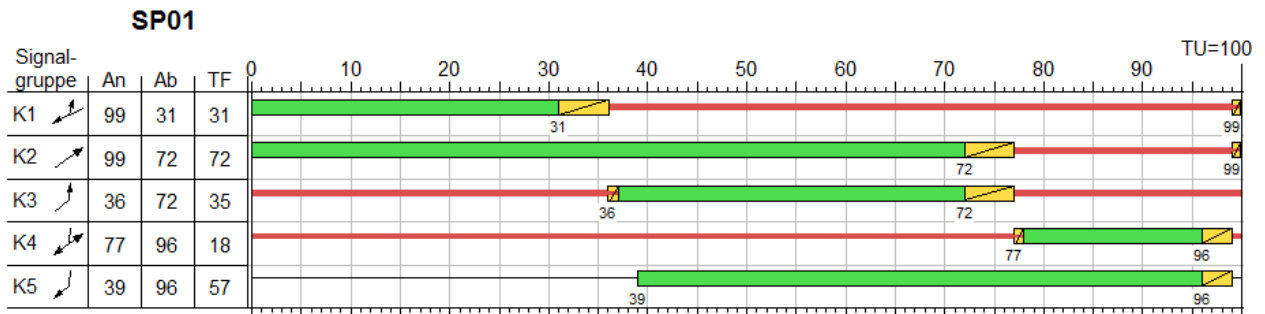 SP01
Signal-
gruppe An Ab TF
0 10 20 30 40 50 60 70 80 90 TU=100
K1 99 31 31
31 99
K2 99 72 72
72 99
K3 36 72 35
36 72
K4 77 96 18
77 96
K5 39 96 57
39 96